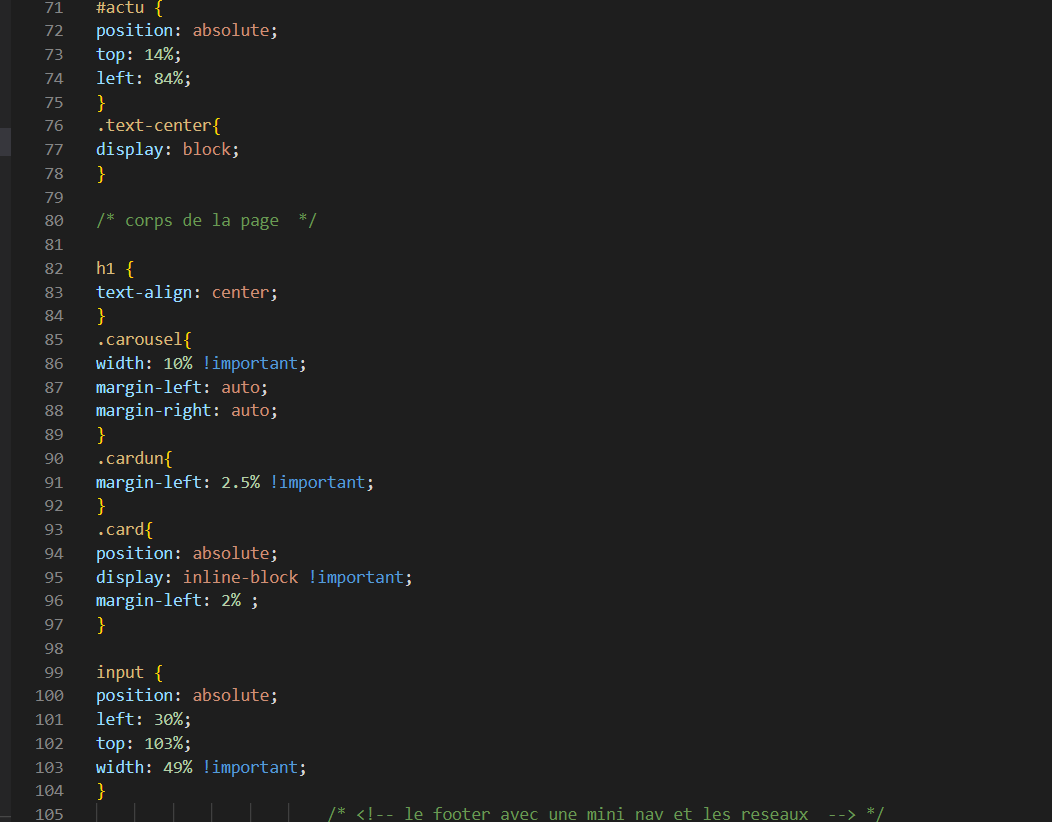 71 #actu {
72 position: absolute;
73 top: 14%;
74 left: 84%;
75 }
76 .text-center{
77 display: block;
78 }
79
80 /* corps de la page  */
81
82 h1 {
83 text-align: center;
84 }
85 .carousel{
86 width: 10% !important;
87 margin-left: auto;
88 margin-right: auto;
89 }
90 .cardun{
91 margin-left: 2.5% !important;
92 }
93 .card{
94 position: absolute;
95 display: inline-block !important;
96 margin-left: 2% ;
97 }
98
99 input {
100 position: absolute;
101 left: 30%;
102 top: 103%;
103 width: 49% !important;
104 }
105 /* <!-- le footer avec une mini nav et les reseaux  --> */